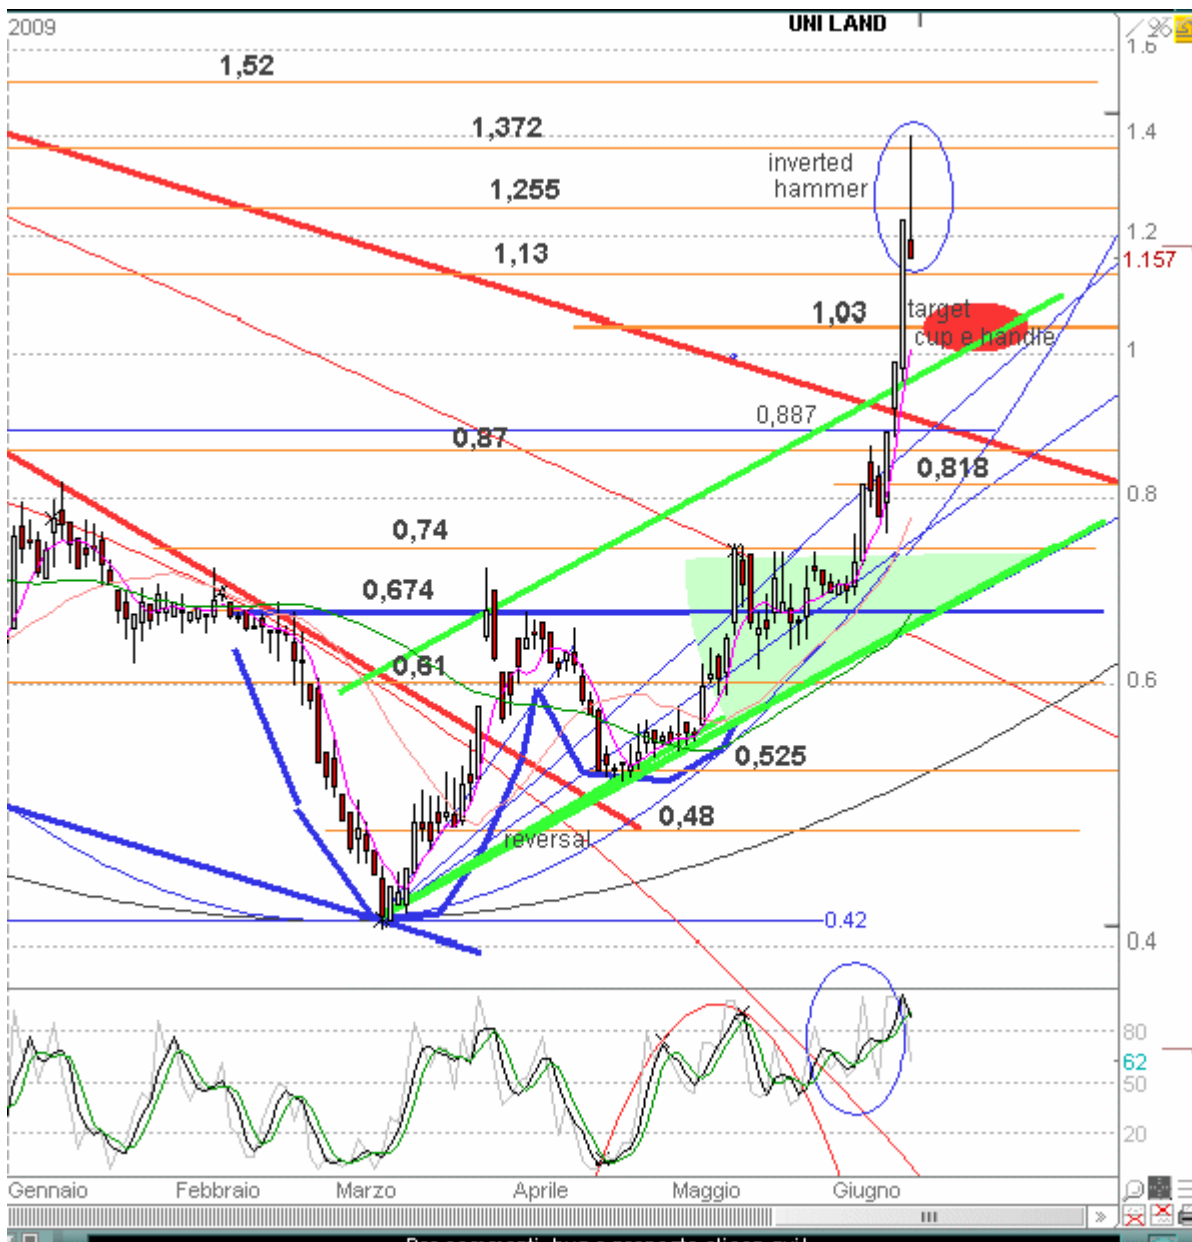 2009
UNI LAND
1.6
1,52
1.4
1,372
inverted
hammer
1,255
1.2
1,13
1.157
1,03
target
cup e handle
1
0,887
0,87
0,818
0.8
0,74
0,674
0,61
0.6
0,525
0,48
reversal
0.42
0.4
80
62
50
20
Gennaio
Febbraio
Marzo
Aprile
Maggio
Giugno